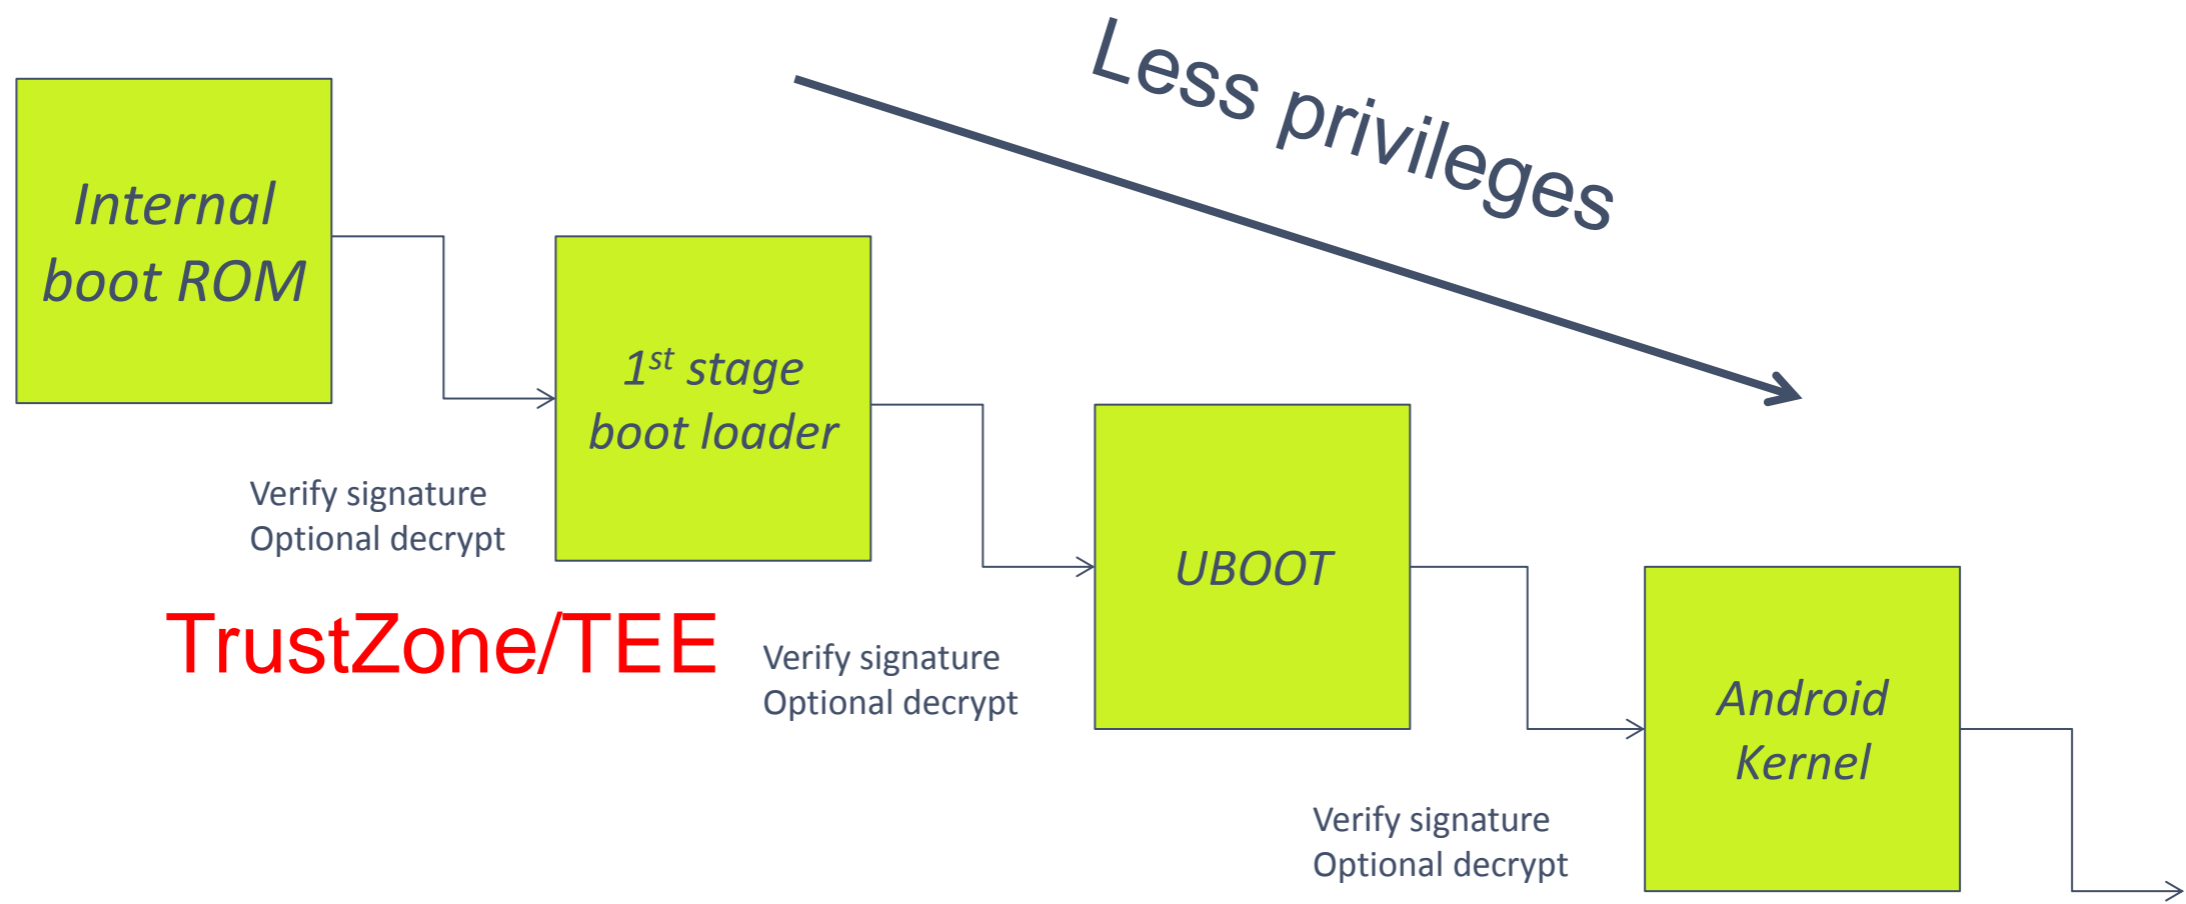 Less privileges
Internal
boot ROM
1st stage
boot loader
Verify signature
Optional decrypt
TrustZone/TEE
UBOOT
Verify signature
Optional decrypt
Android
Kernel
Verify signature
Optional decrypt